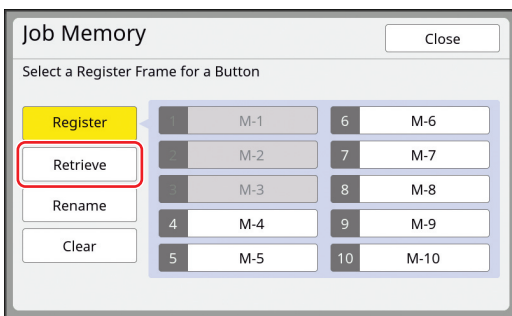 Job Memory
Close
Select a Register Frame for a Button
Register
Retrieve
Rename
Clear
1 M-1
2 M-2
3 M-3
4 M-4
5 M-5
6 M-6
7 M-7
8 M-8
9 M-9
10 M-10